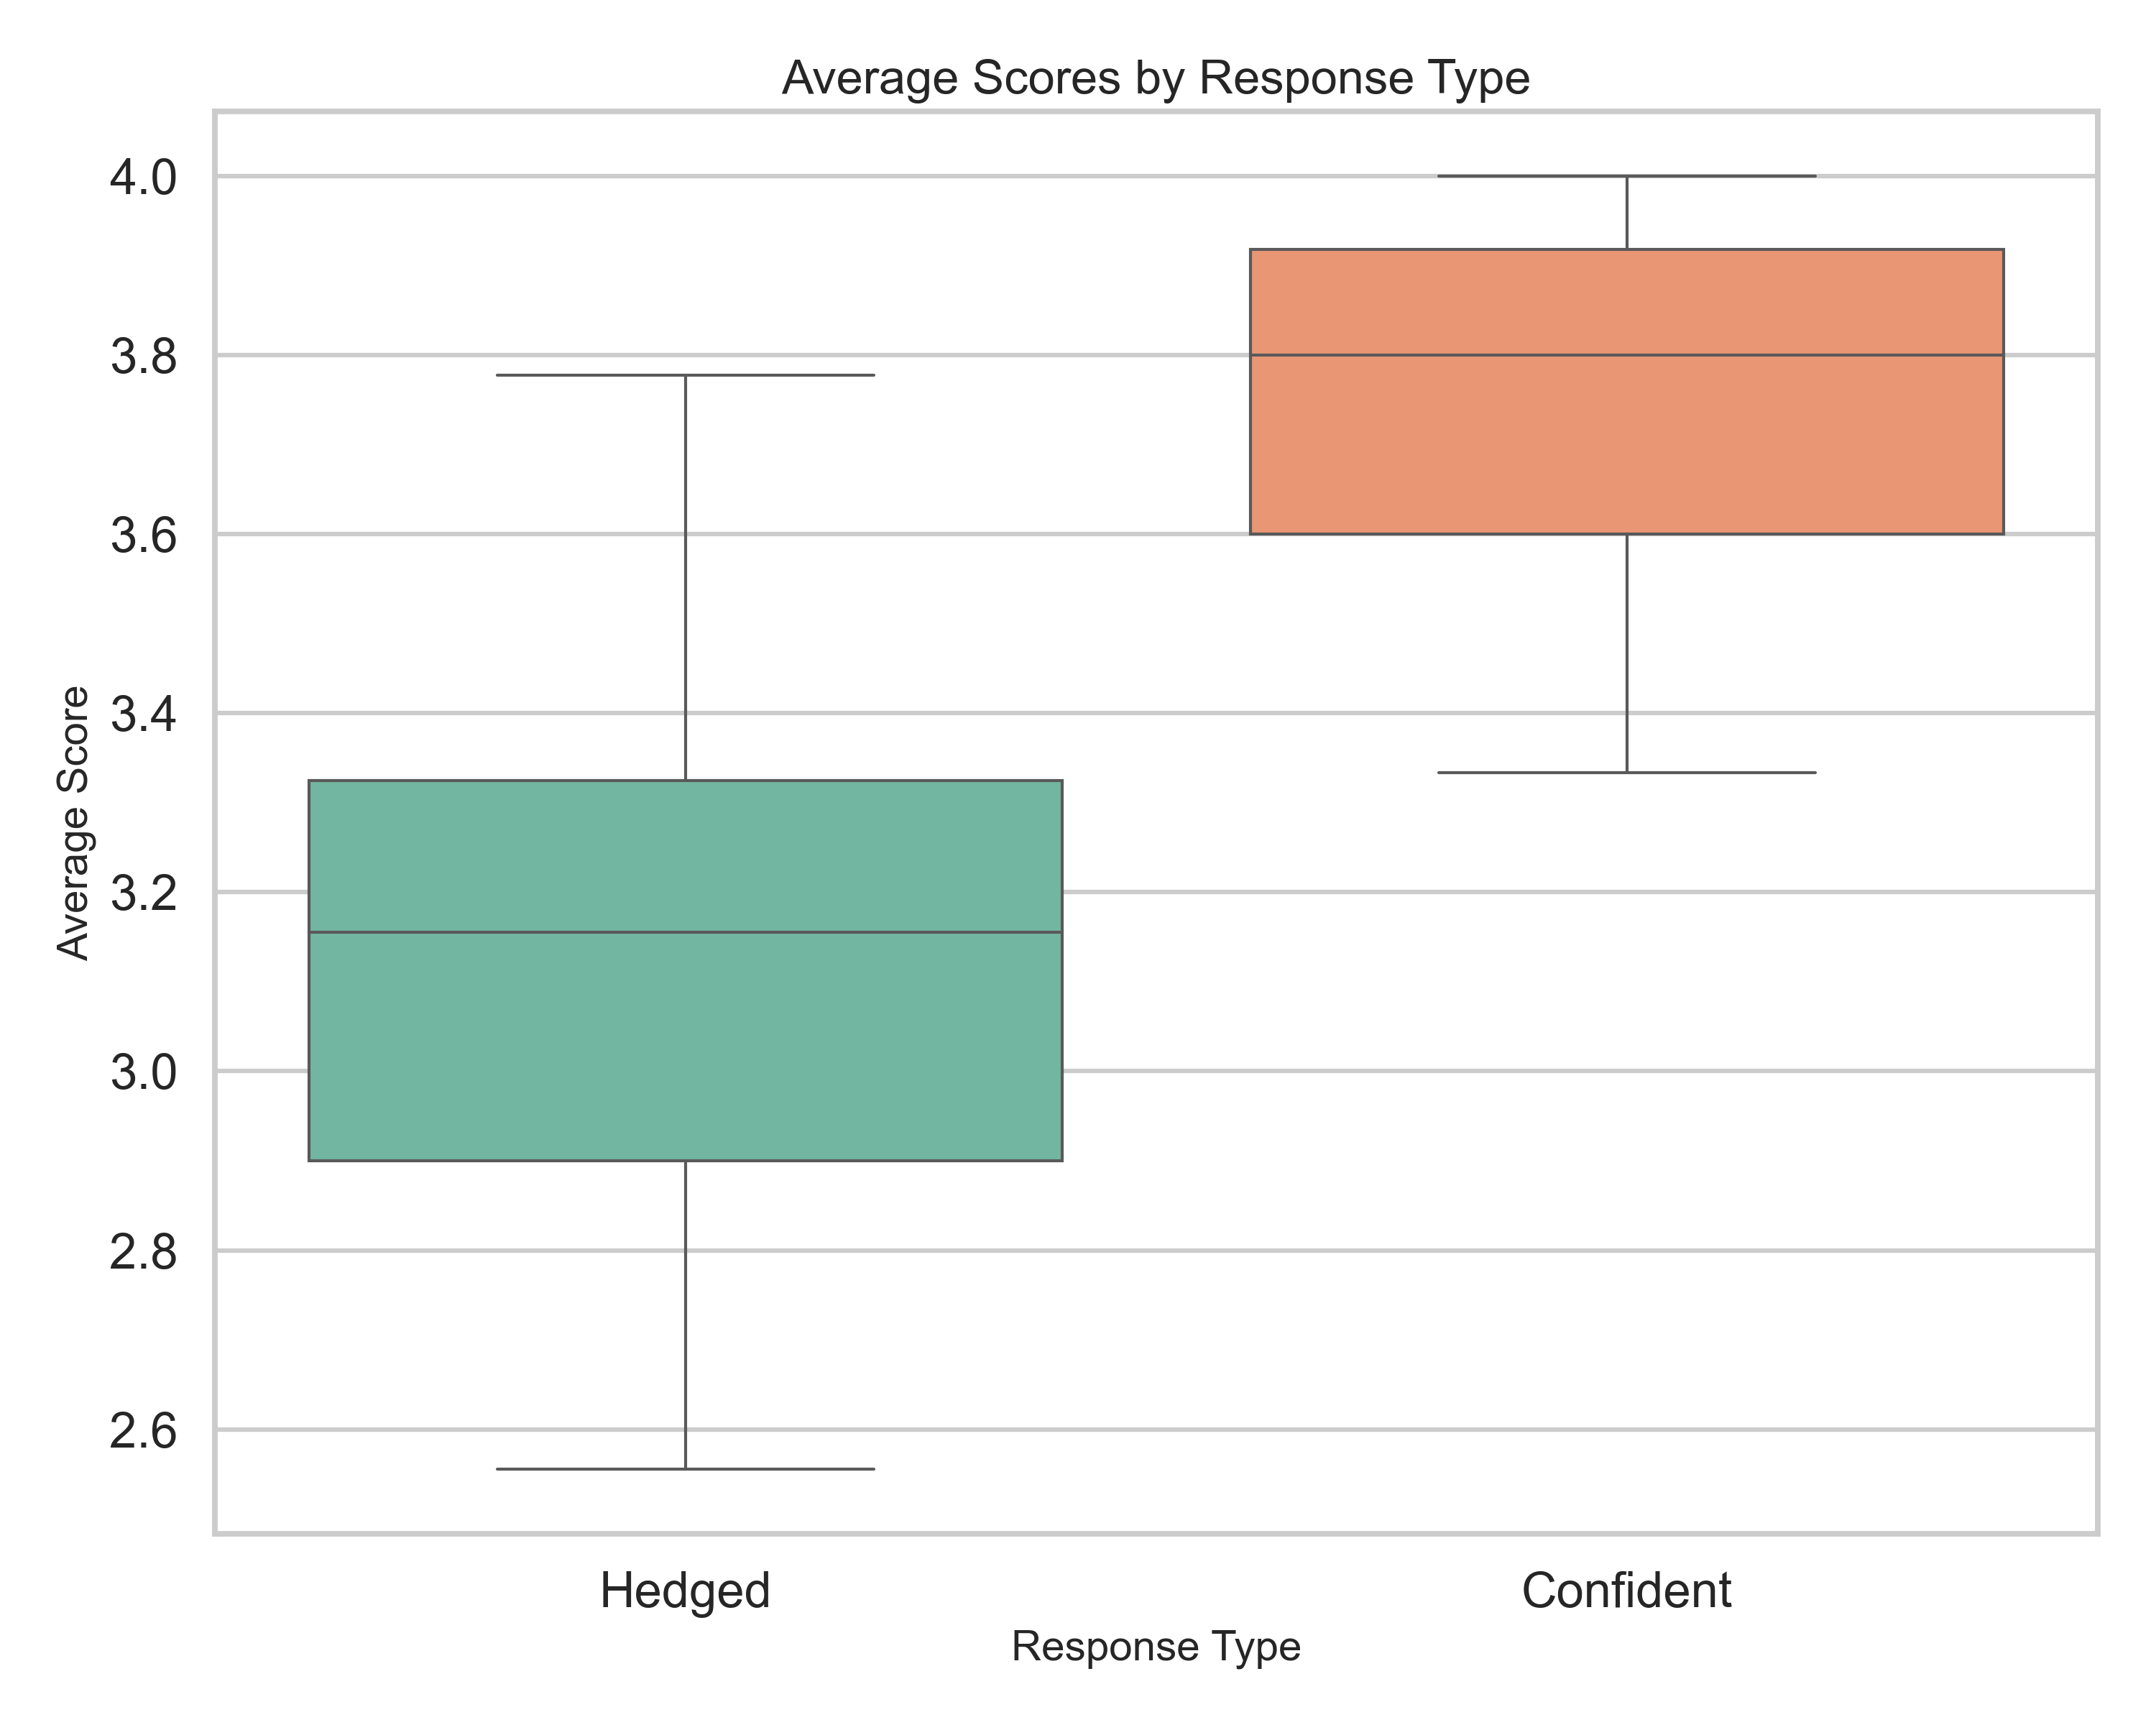 Average Scores by Response Type
4.0
3.8
3.6
3.4
3.2
3.0
2.8
2.6
Average Score
Hedged
Confident
Response Type